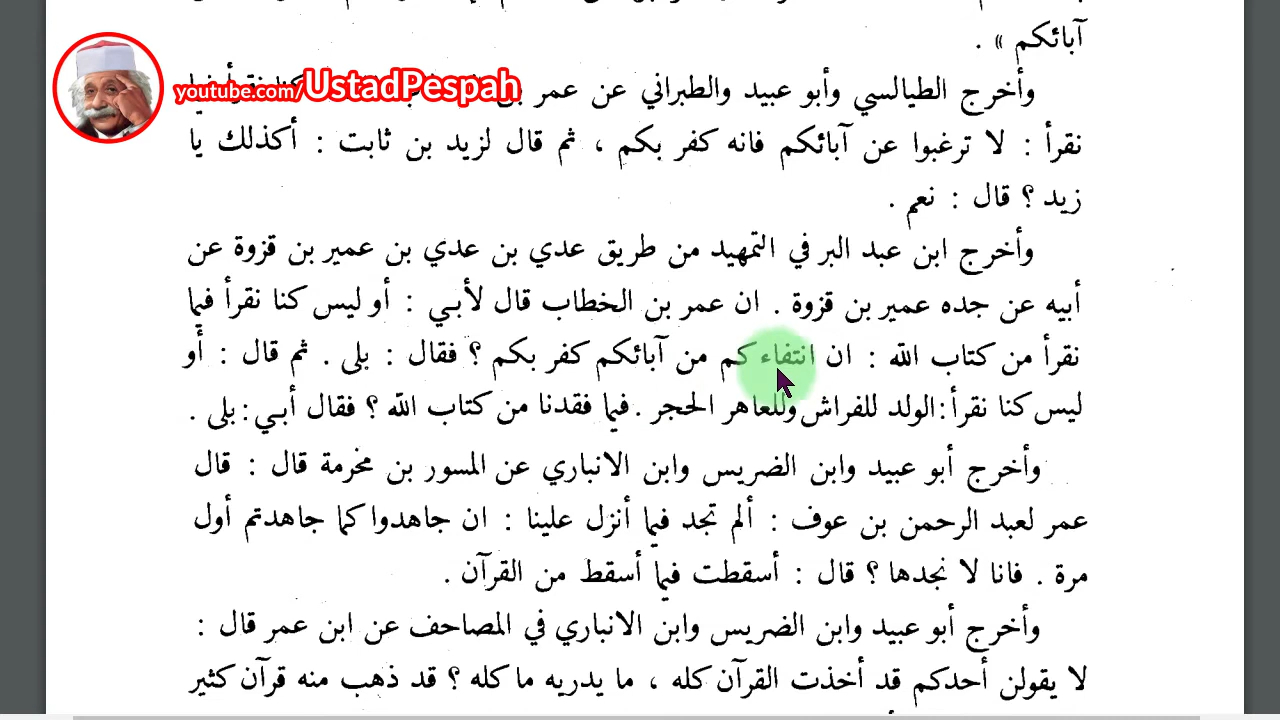 آبائكم » .
وأخرج الطيالسي وأبو عبيد والطبراني عن عمر بن
نقرأ : لا ترغبوا عن آبائكم فانه كفر بكم ، ثم قال لزيد بن ثابت : أكذلك يا
زيد ؟ قال : نعم .
وأخرج ابن عبد البر في التمهيد من طريق عدي بن عدي بن عمير بن قزوة عن
أبيه عن جده عمير بن قزوة . ان عمر بن الخطاب قال لأبـي : أو ليس كنا نقرأ فيما
نقرأ من كتاب الله : ان انتفاءكم من آبائكم كفر بكم ؟ فقال : بلى . ثم قال : أو
ليس كنا نقرأ : الولد للفراش وللعاهر الحجر . فيما فقدنا من كتاب الله ؟ فقال أبـي : بلى .
وأخرج أبو عبيد وابن الضريس وابن الانباري عن المسور بن مخرمة قال : قال
عمر لعبد الرحمن بن عوف : ألم تجد فيما أنزل علينا : ان جاهدوا كما جاهدتم أول
مرة . فانا لا نجدها ؟ قال : أسقطت فيما أسقط من القرآن .
وأخرج أبو عبيد وابن الضريس وابن الانباري في المصاحف عن ابن عمر قال :
لا يقولن أحدكم قد أخذت القرآن كله ، ما يدريه ما كله ؟ قد ذهب منه قرآن كثير
youtube.com/UstadPespah